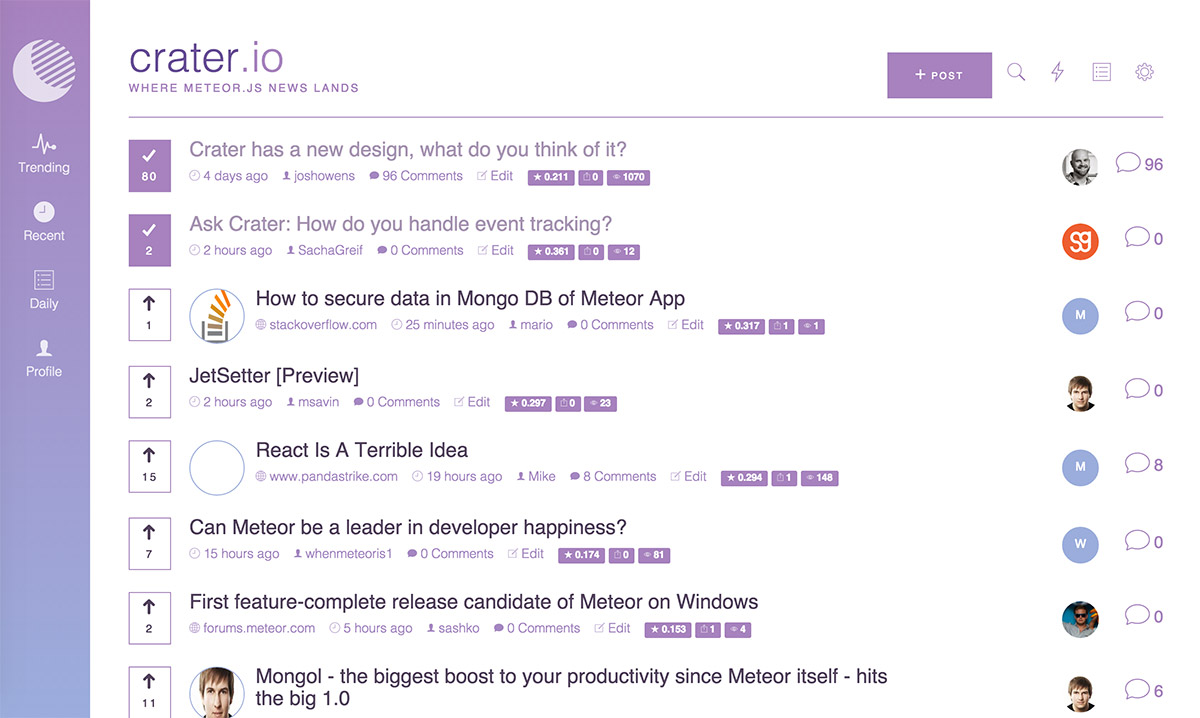 crater.io
WHERE METEOR.JS NEWS LANDS
+ POST
Trending
Recent
Daily
Profile
80
Crater has a new design, what do you think of it?
4 days ago joshowens 96 Comments Edit ★ 0.211 0 1070
96
2
Ask Crater: How do you handle event tracking?
2 hours ago SachaGreif 0 Comments Edit ★ 0.361 0 12
sg
0
1
How to secure data in Mongo DB of Meteor App
stackoverflow.com 25 minutes ago mario 0 Comments Edit ★ 0.317 1 1
M
0
2
JetSetter [Preview]
2 hours ago msavin 0 Comments Edit ★ 0.297 0 23
0
15
React Is A Terrible Idea
www.pandastrike.com 19 hours ago Mike 8 Comments Edit ★ 0.294 1 148
M
8
7
Can Meteor be a leader in developer happiness?
15 hours ago whenmeteoris1 0 Comments Edit ★ 0.174 0 81
W
0
2
First feature-complete release candidate of Meteor on Windows
forums.meteor.com 5 hours ago sashko 0 Comments Edit ★ 0.153 1 4
0
11
Mongol - the biggest boost to your productivity since Meteor itself - hits
the big 1.0
6